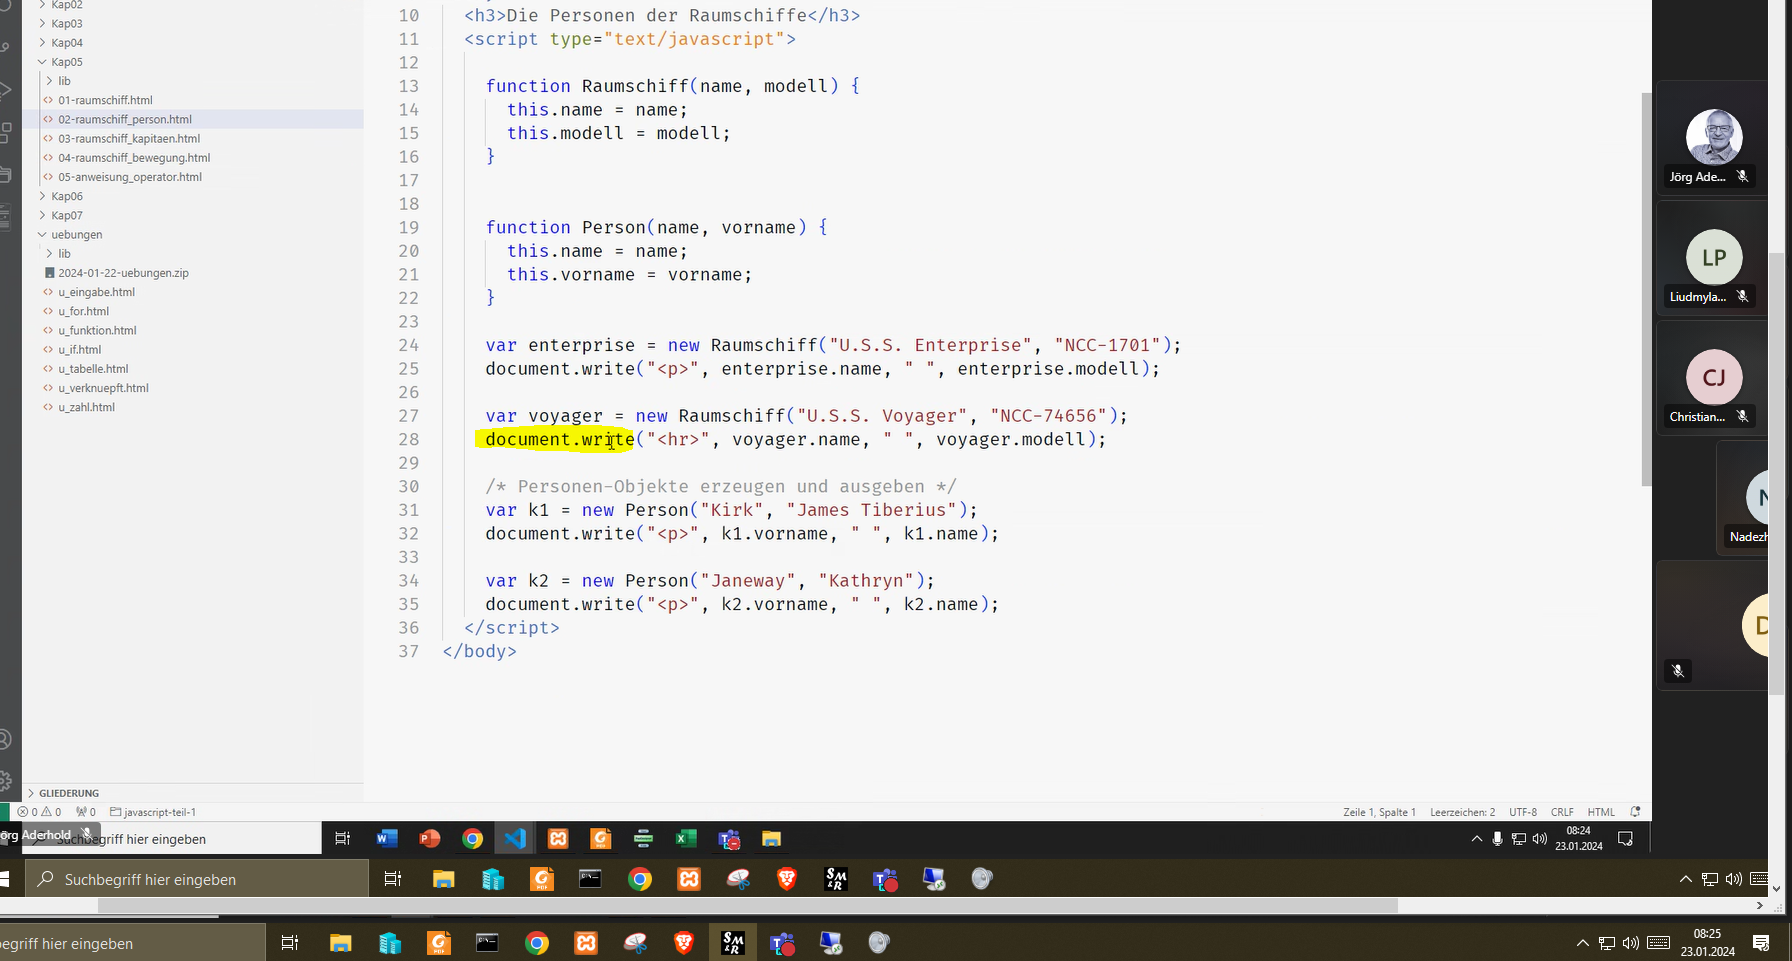 Kap02
Kap03
Kap04
Kap05
lib
01-raumschiff.html
02-raumschiff_person.html
03-raumschiff_kapitaen.html
04-raumschiff_bewegung.html
05-anweisung_operator.html
Kap06
Kap07
uebungen
lib
2024-01-22-uebungen.zip
u_eingabe.html
u_for.html
u_funktion.html
u_if.html
u_tabelle.html
u_verknuepft.html
u_zahl.html
GLIEDERUNG
10 <h3>Die Personen der Raumschiffe</h3>
11 <script type="text/javascript">
12
13 function Raumschiff(name, modell) {
14 this.name = name;
15 this.modell = modell;
16 }
17
18
19 function Person(name, vorname) {
20 this.name = name;
21 this.vorname = vorname;
22 }
23
24 var enterprise = new Raumschiff("U.S.S. Enterprise", "NCC-1701");
25 document.write("<p>", enterprise.name, " ", enterprise.modell);
26
27 var voyager = new Raumschiff("U.S.S. Voyager", "NCC-74656");
28 document.write("<hr>", voyager.name, " ", voyager.modell);
29
30 /* Personen-Objekte erzeugen und ausgeben */
31 var k1 = new Person("Kirk", "James Tiberius");
32 document.write("<p>", k1.vorname, " ", k1.name);
33
34 var k2 = new Person("Janeway", "Kathryn");
35 document.write("<p>", k2.vorname, " ", k2.name);
36 </script>
37 </body>
Jörg Ade...
LP
Liudmyla...
CJ
Christian...
N
Nadezh
D
0 0 0 javascript-teil-1
Zeile 1, Spalte 1 Leerzeichen: 2 UTF-8 CRLF HTML
örg Aderhold
Suchbegriff hier eingeben
08:24
23.01.2024
Suchbegriff hier eingeben
egriff hier eingeben
08:25
23.01.2024